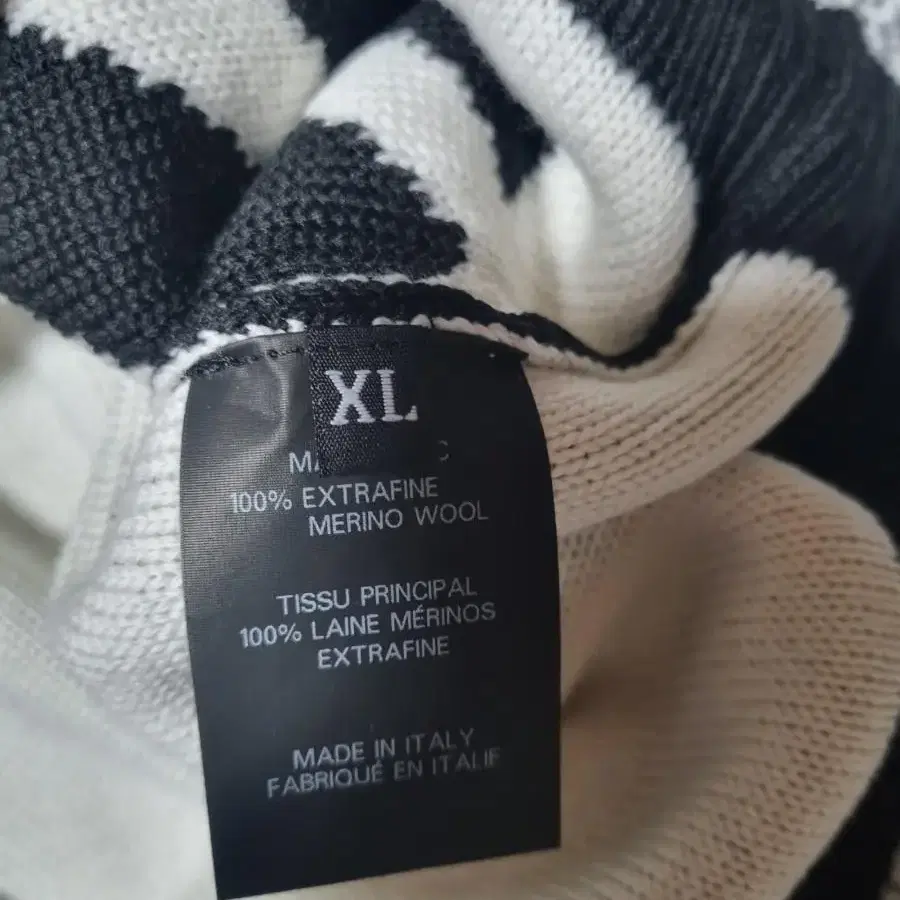 XL
100% EXTRAFINE
MERINO WOOL
TISSU PRINCIPAL
100% LAINE MÉRINOS
EXTRAFINE
MADE IN ITALY
FABRIQUÉ EN ITALIE